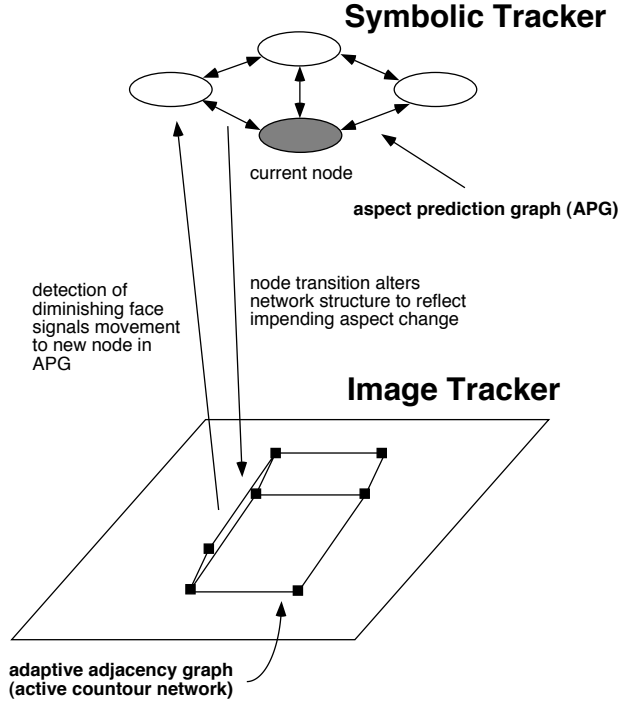 Symbolic Tracker
current node
aspect prediction graph (APG)
detection of
diminishing face
signals movement
to new node in
APG
node transition alters
network structure to reflect
impending aspect change
Image Tracker
adaptive adjacency graph
(active countour network)